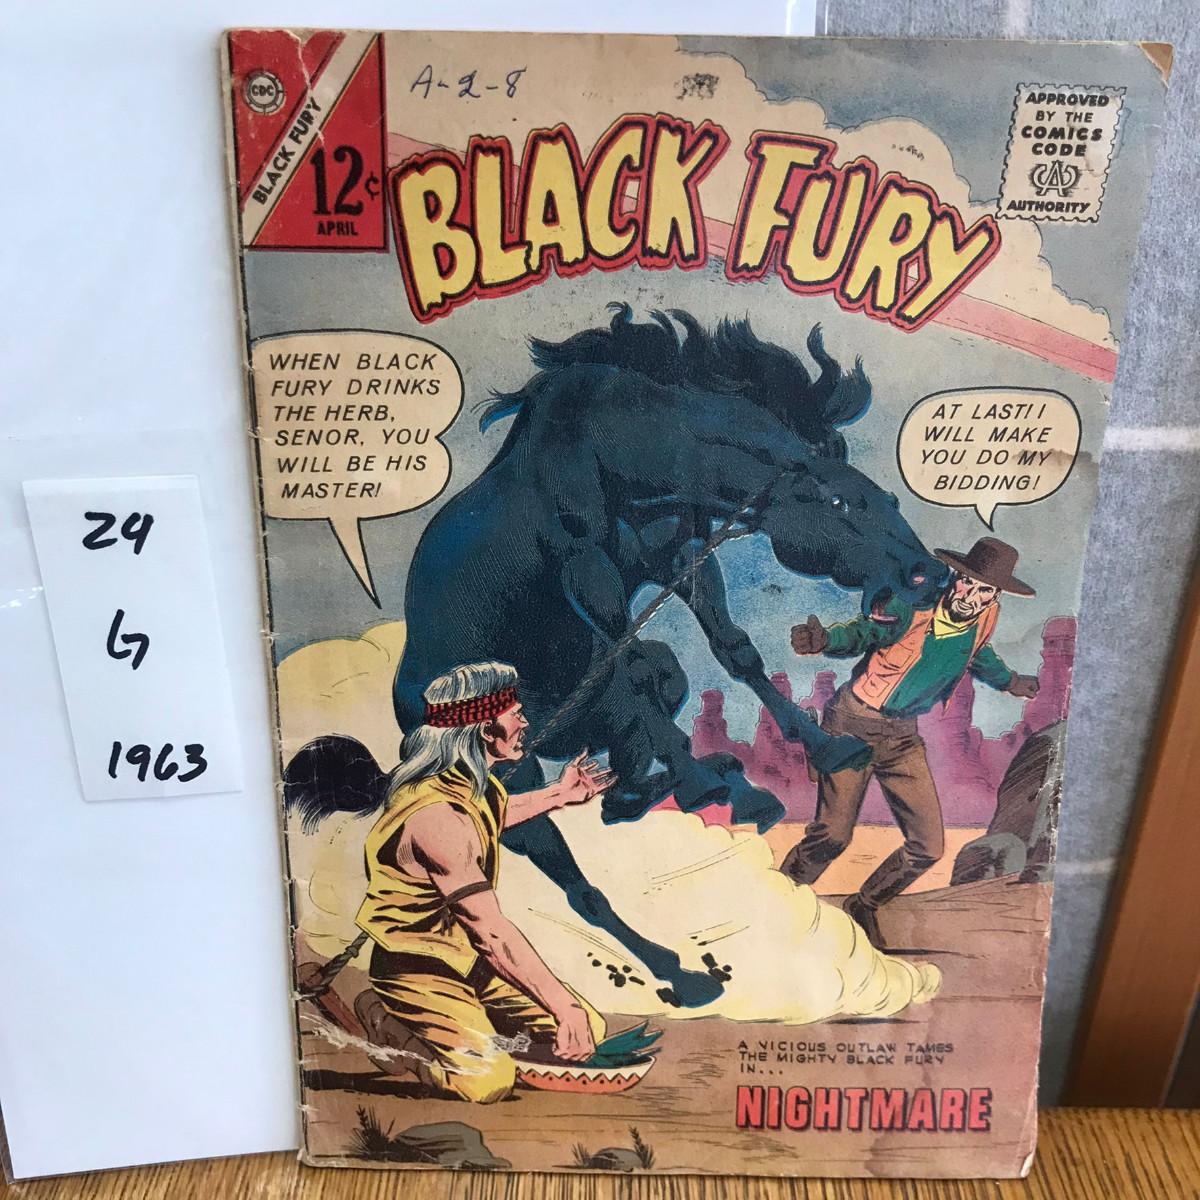 CDC
BLACK FURY
12¢
APRIL
A-2-8
BLACK FURY
APPROVED
BY THE
COMICS
CODE
CA
AUTHORITY
WHEN BLACK
FURY DRINKS
THE HERB,
SENOR, YOU
WILL BE HIS
MASTER!
AT LAST! I
WILL MAKE
YOU DO MY
BIDDING!
24
G
1963
A VICIOUS OUTLAW TAMES
THE MIGHTY BLACK FURY
IN...
NIGHTMARE